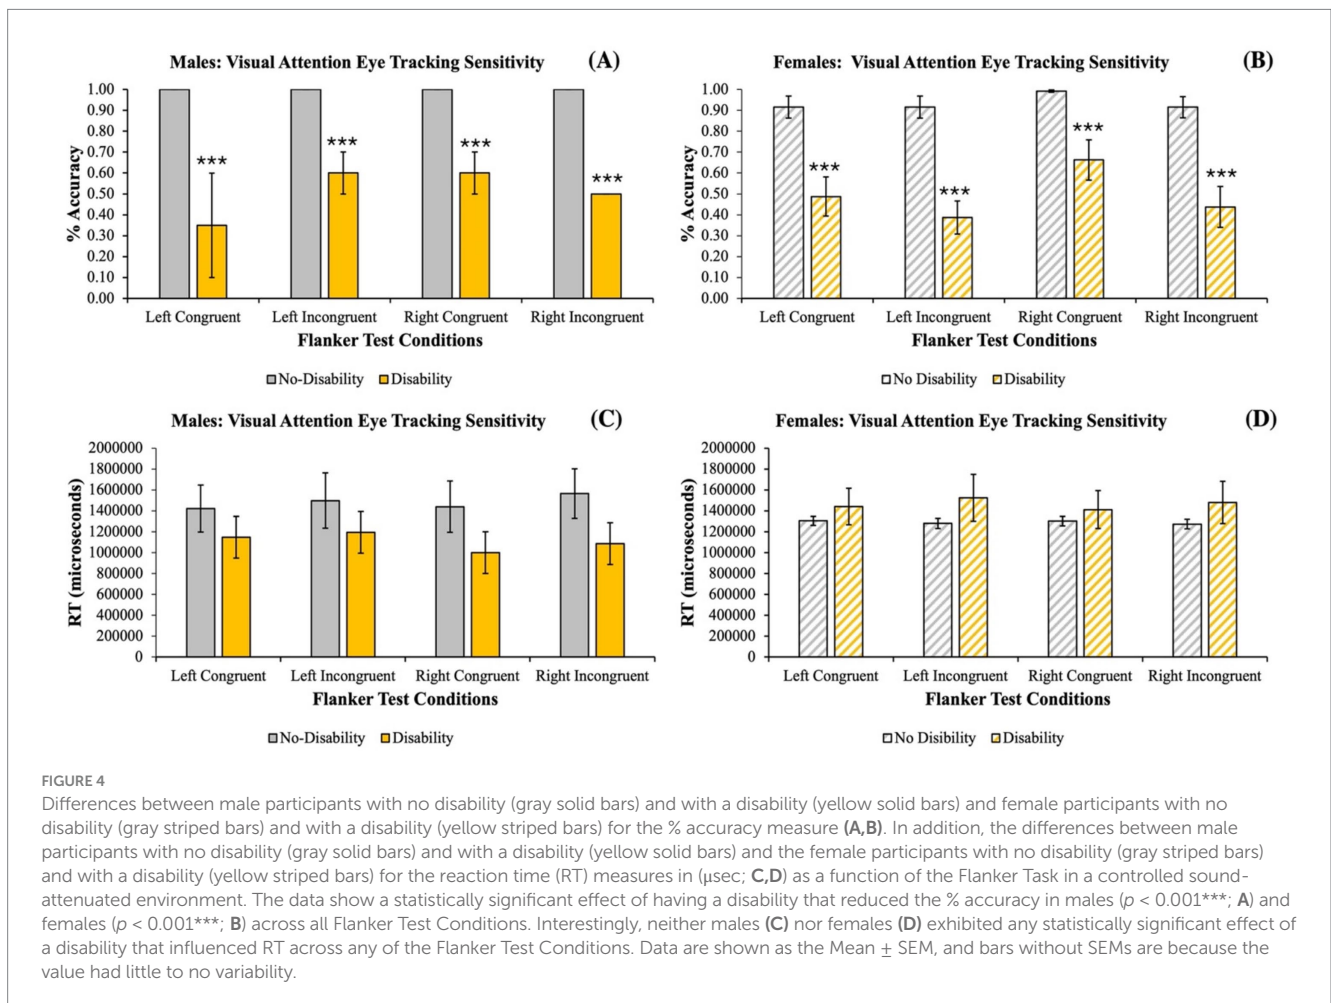 Males: Visual Attention Eye Tracking Sensitivity (A)
% Accuracy
1.00
0.90
0.80
0.70
0.60
0.50
0.40
0.30
0.20
0.10
0.00
*** *** *** ***
Left Congruent Left Incongruent Right Congruent Right Incongruent
Flanker Test Conditions
No-Disability Disability
Females: Visual Attention Eye Tracking Sensitivity (B)
% Accuracy
1.00
0.90
0.80
0.70
0.60
0.50
0.40
0.30
0.20
0.10
0.00
*** *** *** ***
Left Congruent Left Incongruent Right Congruent Right Incongruent
Flanker Test Conditions
No Disability Disability
Males: Visual Attention Eye Tracking Sensitivity (C)
RT (microseconds)
2000000
1800000
1600000
1400000
1200000
1000000
800000
600000
400000
200000
0
Left Congruent Left Incongruent Right Congruent Right Incongruent
Flanker Test Conditions
No-Disability Disability
Females: Visual Attention Eye Tracking Sensitivity (D)
RT (microseconds)
2000000
1800000
1600000
1400000
1200000
1000000
800000
600000
400000
200000
0
Left Congruent Left Incongruent Right Congruent Right Incongruent
Flanker Test Conditions
No Disibility Disability
FIGURE 4
Differences between male participants with no disability (gray solid bars) and with a disability (yellow solid bars) and female participants with no
disability (gray striped bars) and with a disability (yellow striped bars) for the % accuracy measure (A,B). In addition, the differences between male
participants with no disability (gray solid bars) and with a disability (yellow solid bars) and the female participants with no disability (gray striped bars)
and with a disability (yellow striped bars) for the reaction time (RT) measures in (μsec; C,D) as a function of the Flanker Task in a controlled sound-
attenuated environment. The data show a statistically significant effect of having a disability that reduced the % accuracy in males (p < 0.001***; A) and
females (p < 0.001***; B) across all Flanker Test Conditions. Interestingly, neither males (C) nor females (D) exhibited any statistically significant effect of
a disability that influenced RT across any of the Flanker Test Conditions. Data are shown as the Mean ± SEM, and bars without SEMs are because the
value had little to no variability.